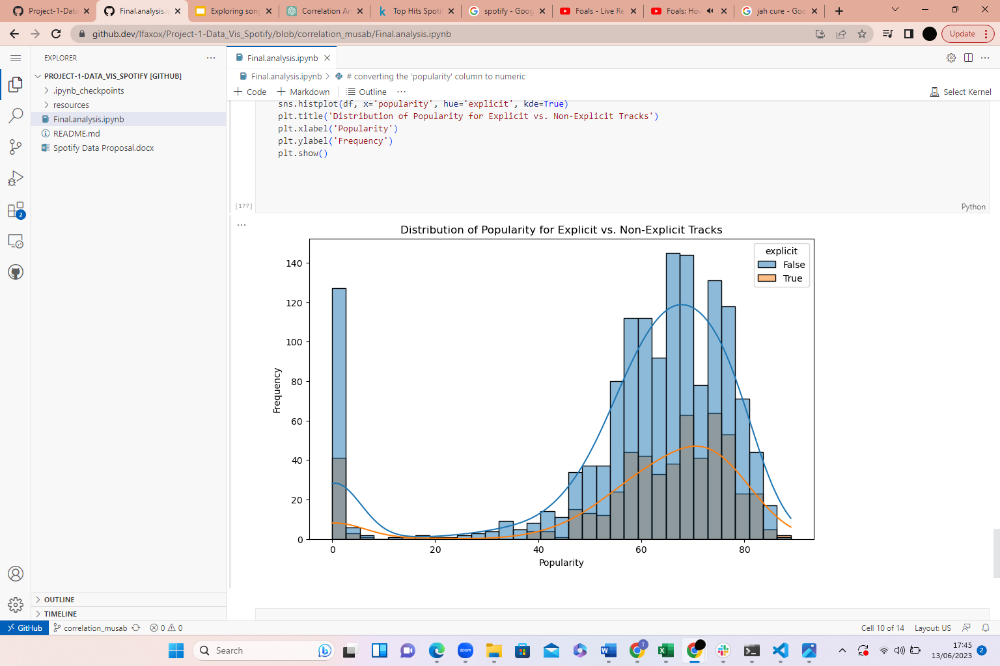 Project-1-Data
Final.analysis.ip
Exploring son
Correlation An
Top Hits Spoti
spotify - Goog
Foals - Live Re
Foals: Ho
jah cure - Goo
github.dev/lfaxox/Project-1-Data_Vis_Spotify/blob/correlation_musab/Final.analysis.ipynb
Update
EXPLORER
PROJECT-1-DATA_VIS_SPOTIFY [GITHUB]
.ipynb_checkpoints
resources
Final.analysis.ipynb
README.md
Spotify Data Proposal.docx
2
OUTLINE
TIMELINE
Final.analysis.ipynb
Final.analysis.ipynb > # converting the 'popularity' column to numeric
+ Code + Markdown Outline ...
Select Kernel
sns.histplot(df, x='popularity', hue='explicit', kde=True)
plt.title('Distribution of Popularity for Explicit vs. Non-Explicit Tracks')
plt.xlabel('Popularity')
plt.ylabel('Frequency')
plt.show()
[177]
Python
Distribution of Popularity for Explicit vs. Non-Explicit Tracks
explicit
False
True
140
120
100
80
60
40
20
0
Frequency
0 20 40 60 80
Popularity
GitHub
correlation_musab
0 0
Cell 10 of 14
Layout: US
Search
zoom
T
17:45
13/06/2023
2